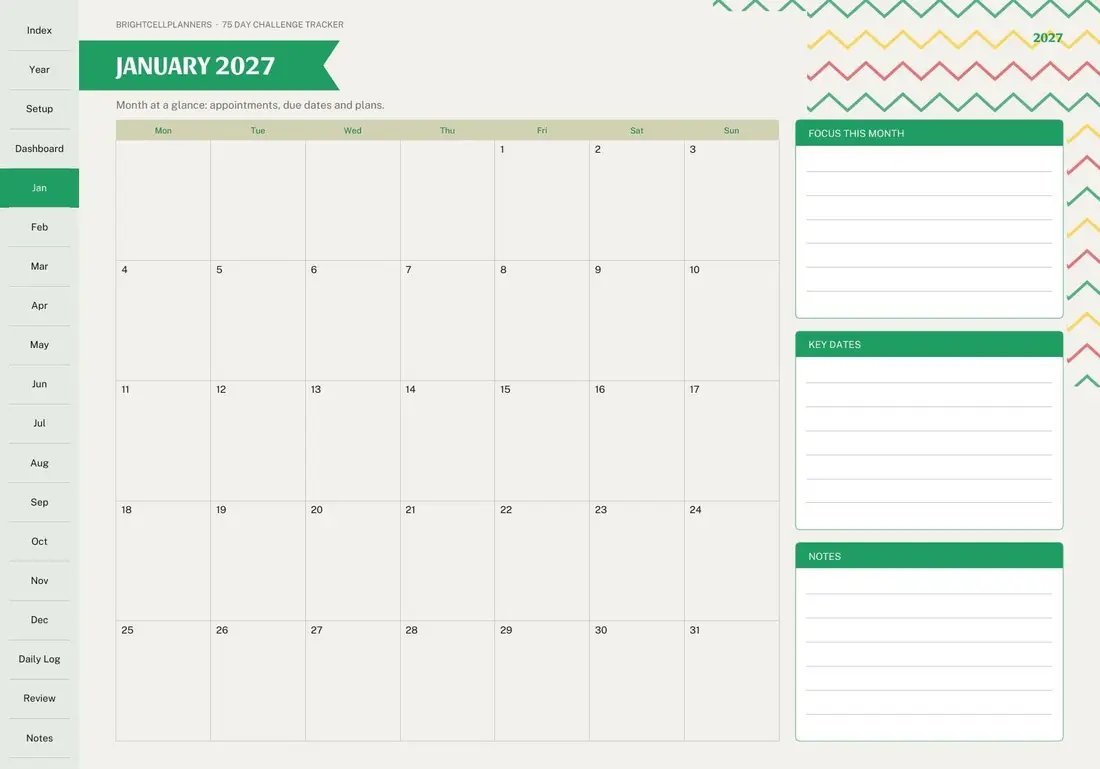 Index
Year
Setup
Dashboard
Jan
Feb
Mar
Apr
May
Jun
Jul
Aug
Sep
Oct
Nov
Dec
Daily Log
Review
Notes
BRIGHTCELLPLANNERS · 75 DAY CHALLENGE TRACKER
2027
JANUARY 2027
Month at a glance: appointments, due dates and plans.
Mon Tue Wed Thu Fri Sat Sun
1 2 3
4 5 6 7 8 9 10
11 12 13 14 15 16 17
18 19 20 21 22 23 24
25 26 27 28 29 30 31
FOCUS THIS MONTH
KEY DATES
NOTES